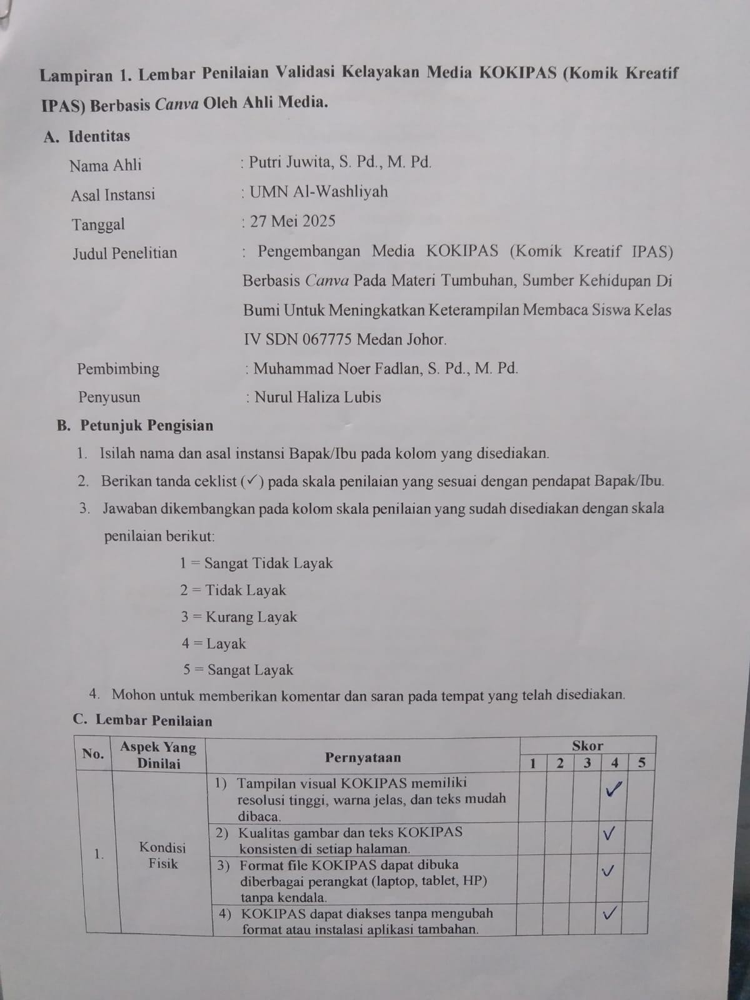 Lampiran 1. Lembar Penilaian Validasi Kelayakan Media KOKIPAS (Komik Kreatif
IPAS) Berbasis Canva Oleh Ahli Media.
A. Identitas
Nama Ahli : Putri Juwita, S. Pd., M. Pd.
Asal Instansi : UMN Al-Washliyah
Tanggal : 27 Mei 2025
Judul Penelitian : Pengembangan Media KOKIPAS (Komik Kreatif IPAS)
Berbasis Canva Pada Materi Tumbuhan, Sumber Kehidupan Di
Bumi Untuk Meningkatkan Keterampilan Membaca Siswa Kelas
IV SDN 067775 Medan Johor.
Pembimbing : Muhammad Noer Fadlan, S. Pd., M. Pd.
Penyusun : Nurul Haliza Lubis
B. Petunjuk Pengisian
1. Isilah nama dan asal instansi Bapak/Ibu pada kolom yang disediakan.
2. Berikan tanda ceklist (✓) pada skala penilaian yang sesuai dengan pendapat Bapak/Ibu.
3. Jawaban dikembangkan pada kolom skala penilaian yang sudah disediakan dengan skala
penilaian berikut:
1 = Sangat Tidak Layak
2 = Tidak Layak
3 = Kurang Layak
4 = Layak
5 = Sangat Layak
4. Mohon untuk memberikan komentar dan saran pada tempat yang telah disediakan.
C. Lembar Penilaian
No. Aspek Yang Dinilai Pernyataan Skor
1 2 3 4 5
1. Kondisi Fisik
1) Tampilan visual KOKIPAS memiliki ✓
resolusi tinggi, warna jelas, dan teks mudah
dibaca.
2) Kualitas gambar dan teks KOKIPAS ✓
konsisten di setiap halaman.
3) Format file KOKIPAS dapat dibuka ✓
diberbagai perangkat (laptop, tablet, HP)
tanpa kendala.
4) KOKIPAS dapat diakses tanpa mengubah ✓
format atau instalasi aplikasi tambahan.